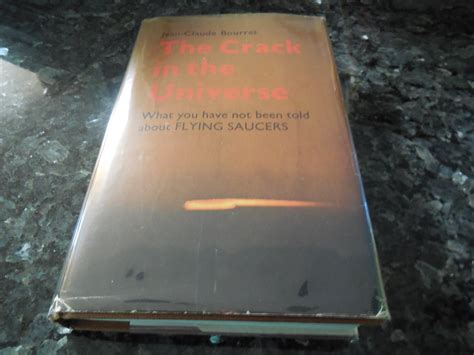 Jean-Claude Bourret
The Crack
in the
Universe
What you have not been told
about FLYING SAUCERS